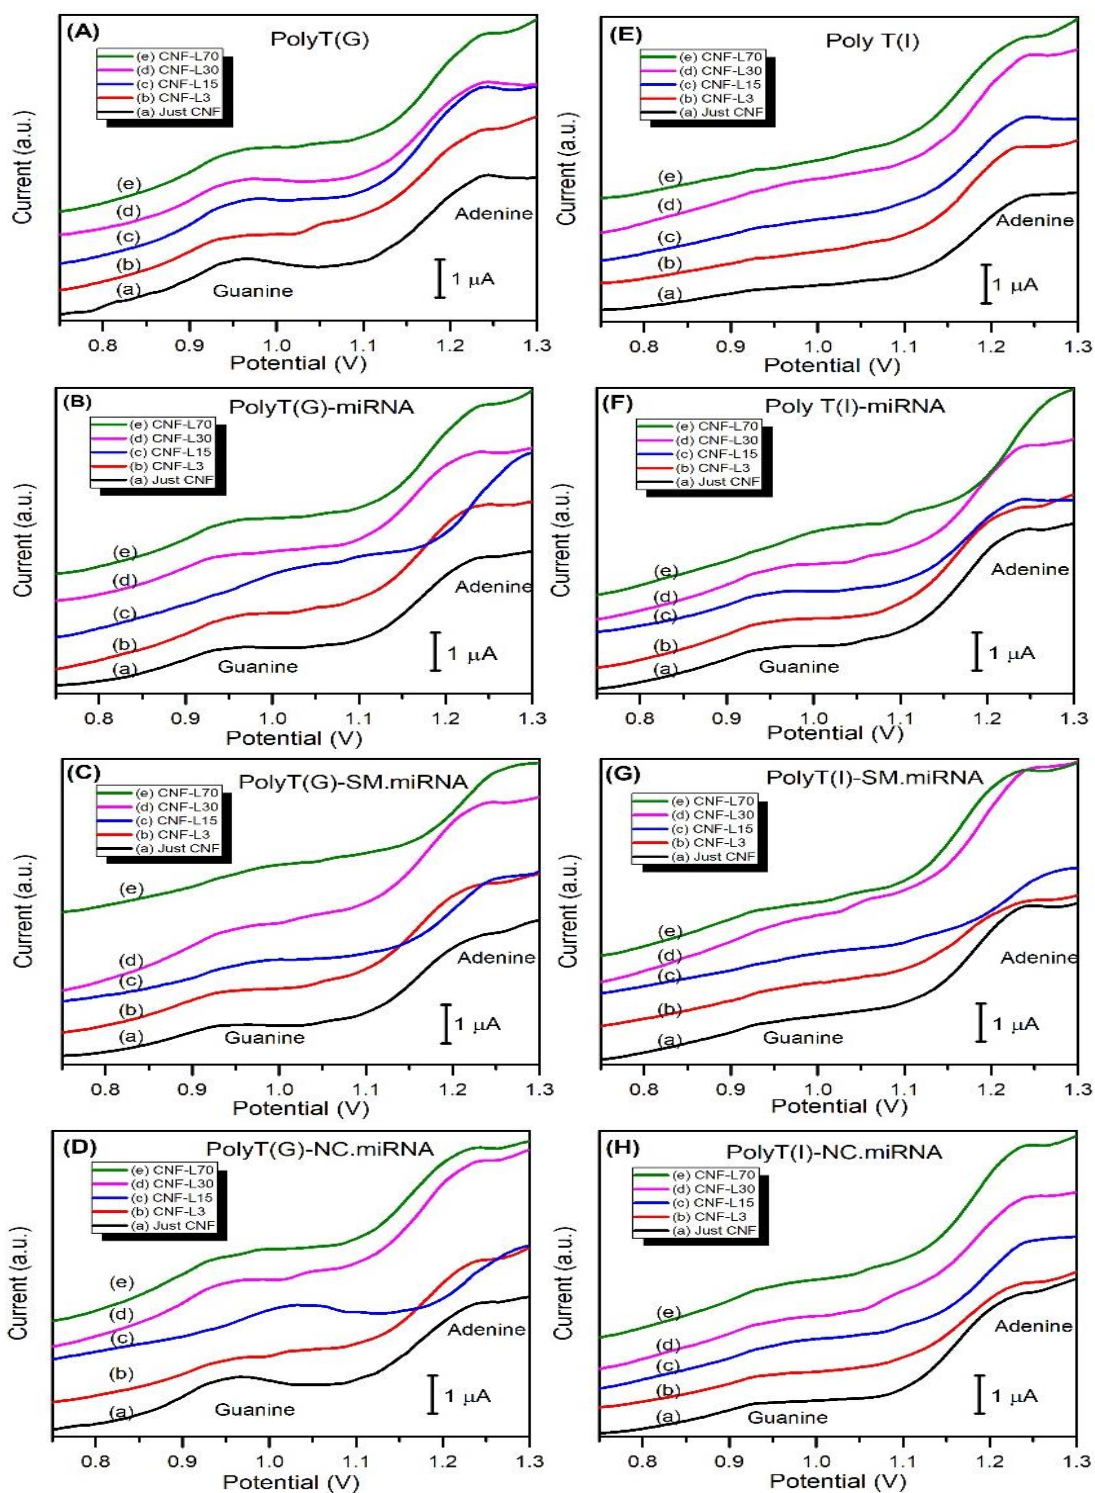 (A)
PolyT(G)
(e) CNF-L70
(d) CNF-L30
(c) CNF-L15
(b) CNF-L3
(a) Just CNF
(e)
(d)
(c)
(b)
(a)
Guanine
Adenine
1 μA
Current (a.u.)
0.8 0.9 1.0 1.1 1.2 1.3
Potential (V)
(E)
Poly T(I)
(e) CNF-L70
(d) CNF-L30
(c) CNF-L15
(b) CNF-L3
(a) Just CNF
(e)
(d)
(c)
(b)
(a)
Adenine
1 μA
Current (a.u.)
0.8 0.9 1.0 1.1 1.2 1.3
Potential (V)
(B)
PolyT(G)-miRNA
(e) CNF-L70
(d) CNF-L30
(c) CNF-L15
(b) CNF-L3
(a) Just CNF
(e)
(d)
(c)
(b)
(a)
Guanine
Adenine
1 μA
Current (a.u.)
0.8 0.9 1.0 1.1 1.2 1.3
Potential (V)
(F)
Poly T(I)-miRNA
(e) CNF-L70
(d) CNF-L30
(c) CNF-L15
(b) CNF-L3
(a) Just CNF
(e)
(d)
(c)
(b)
(a)
Guanine
Adenine
1 μA
Current (a.u.)
0.8 0.9 1.0 1.1 1.2 1.3
Potential (V)
(C)
PolyT(G)-SM.miRNA
(e) CNF-L70
(d) CNF-L30
(c) CNF-L15
(b) CNF-L3
(a) Just CNF
(e)
(d)
(c)
(b)
(a)
Guanine
Adenine
1 μA
Current (a.u.)
0.8 0.9 1.0 1.1 1.2 1.3
Potential (V)
(G)
PolyT(I)-SM.miRNA
(e) CNF-L70
(d) CNF-L30
(c) CNF-L15
(b) CNF-L3
(a) Just CNF
(e)
(d)
(c)
(b)
(a)
Guanine
Adenine
1 μA
Current (a.u.)
0.8 0.9 1.0 1.1 1.2 1.3
Potential (V)
(D)
PolyT(G)-NC.miRNA
(e) CNF-L70
(d) CNF-L30
(c) CNF-L15
(b) CNF-L3
(a) Just CNF
(e)
(d)
(c)
(b)
(a)
Guanine
Adenine
1 μA
Current (a.u.)
0.8 0.9 1.0 1.1 1.2 1.3
Potential (V)
(H)
PolyT(I)-NC.miRNA
(e) CNF-L70
(d) CNF-L30
(c) CNF-L15
(b) CNF-L3
(a) Just CNF
(e)
(d)
(c)
(b)
(a)
Guanine
Adenine
1 μA
Current (a.u.)
0.8 0.9 1.0 1.1 1.2 1.3
Potential (V)